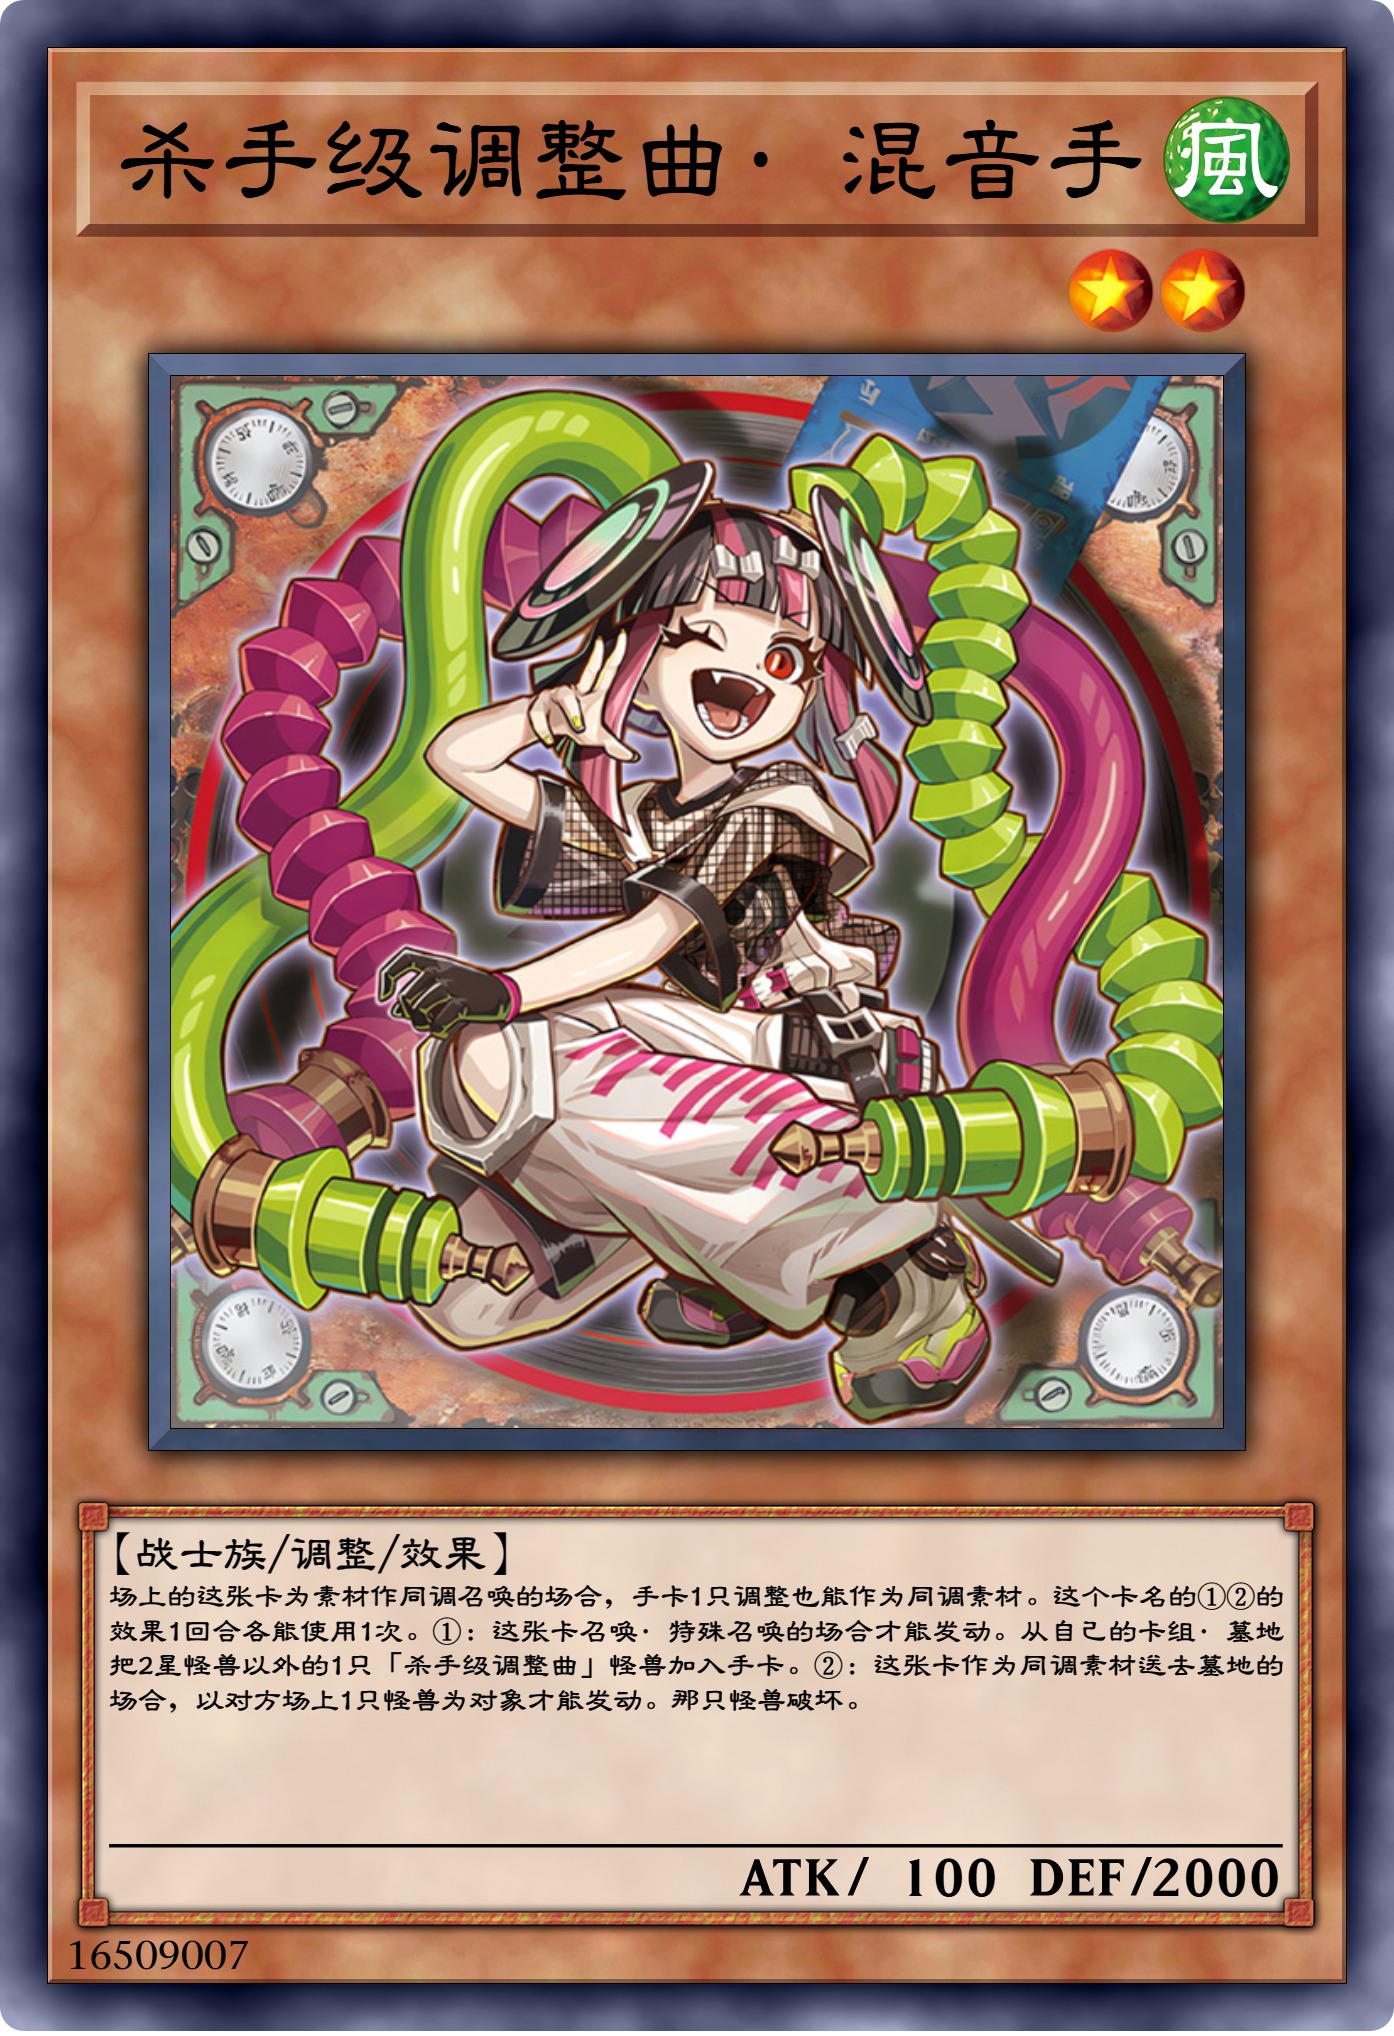 杀手级调整曲·混音手
風
【战士族/调整/效果】
场上的这张卡为素材作同调召唤的场合，手卡1只调整也能作为同调素材。这个卡名的①②的
效果1回合各能使用1次。①：这张卡召唤·特殊召唤的场合才能发动。从自己的卡组·墓地
把2星怪兽以外的1只「杀手级调整曲」怪兽加入手卡。②：这张卡作为同调素材送去墓地的
场合，以对方场上1只怪兽为对象才能发动。那只怪兽破坏。
ATK/ 100 DEF/2000
16509007